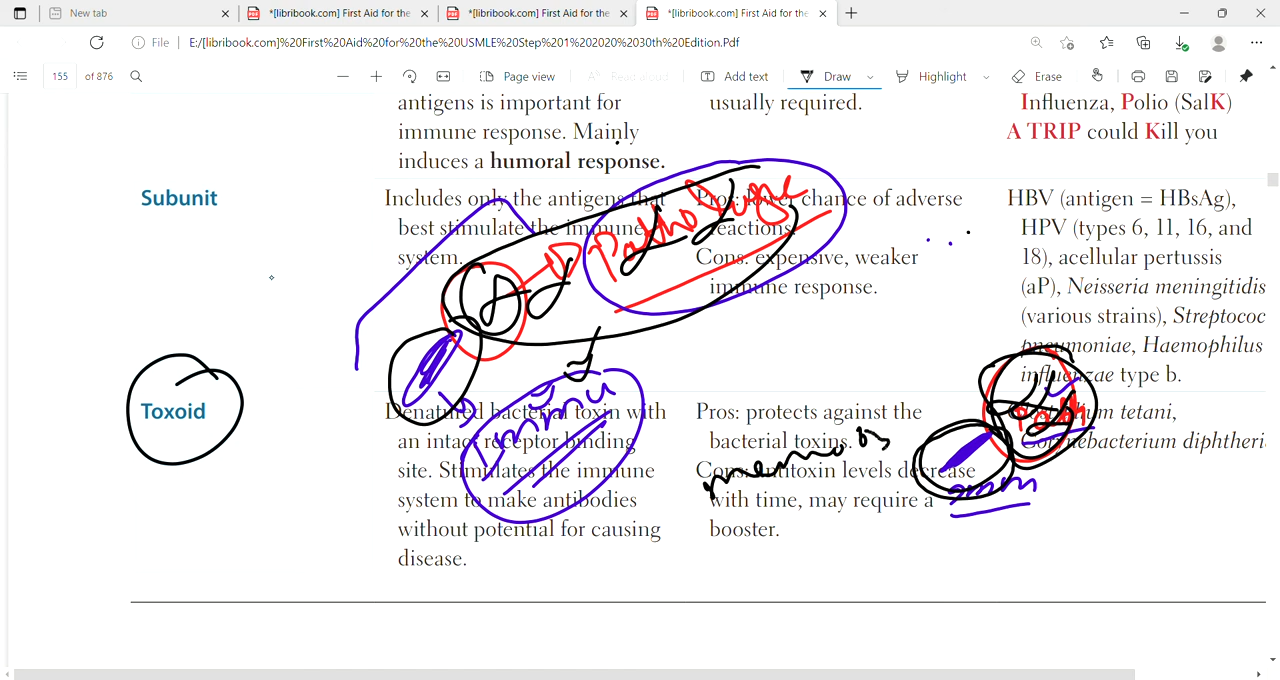 New tab
*[libribook.com] First Aid for the
*[libribook.com] First Aid for the
*[libribook.com] First Aid for the
File E:/[libribook.com]%20First%20Aid%20for%20the%20USMLE%20Step%201%202020%2030th%20Edition.Pdf
155 of 876 Page view Read aloud Add text Draw Highlight Erase
antigens is important for
immune response. Mainly
induces a humoral response.
usually required.
Influenza, Polio (SalK)
A TRIP could Kill you
Subunit
Includes only the antigens that
best stimulate the immune
system.
Pros: lower chance of adverse
reactions.
Cons: expensive, weaker
immune response.
HBV (antigen = HBsAg),
HPV (types 6, 11, 16, and
18), acellular pertussis
(aP), Neisseria meningitidis
(various strains), Streptococ
pneumoniae, Haemophilus
influenzae type b.
Toxoid
Denatured bacterial toxin with
an intact receptor binding
site. Stimulates the immune
system to make antibodies
without potential for causing
disease.
Pros: protects against the
bacterial toxins.
Cons: antitoxin levels decrease
with time, may require a
booster.
tetani,
Corynebacterium diphtheri
Immu
Path